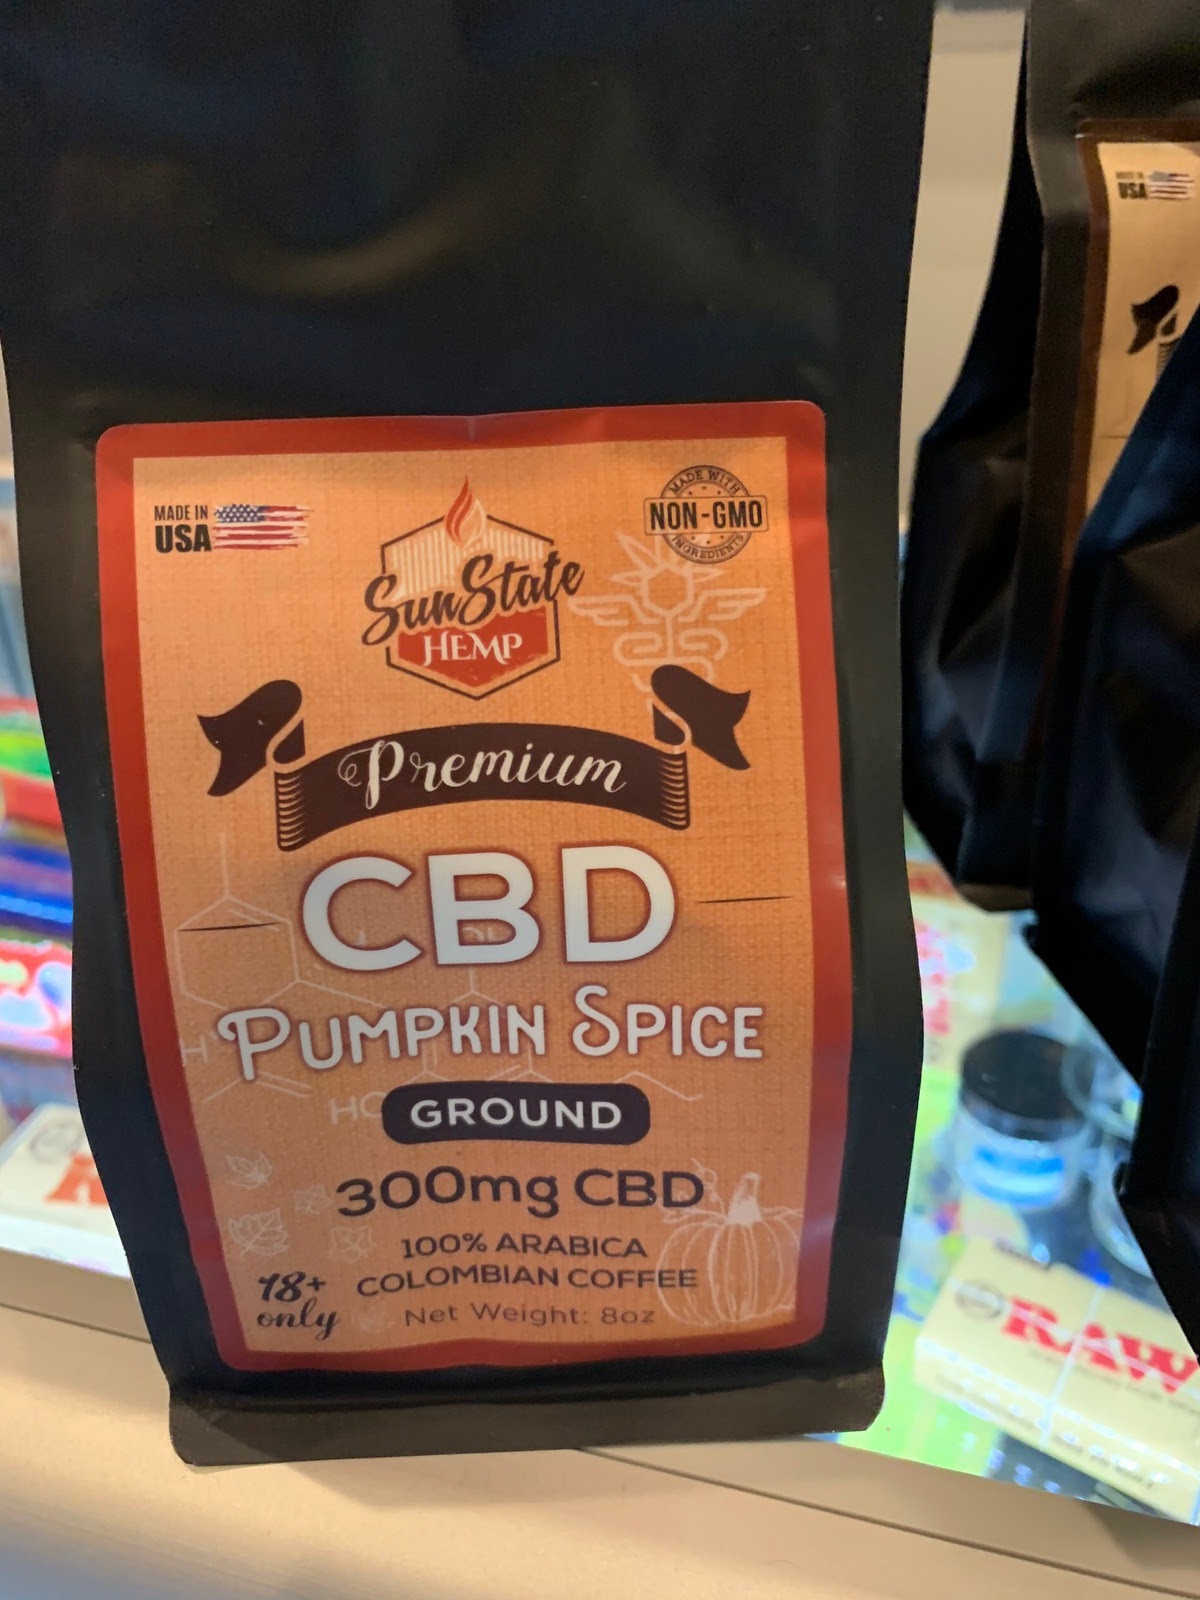 MADE IN
USA
SunState
HEMP
MADE WITH
NON-GMO
INGREDIENTS
Premium
CBD
PUMPKIN SPICE
GROUND
300mg CBD
100% ARABICA
COLOMBIAN COFFEE
Net Weight: 8oz
18+
only
HO
H
MADE IN
USA
RAW